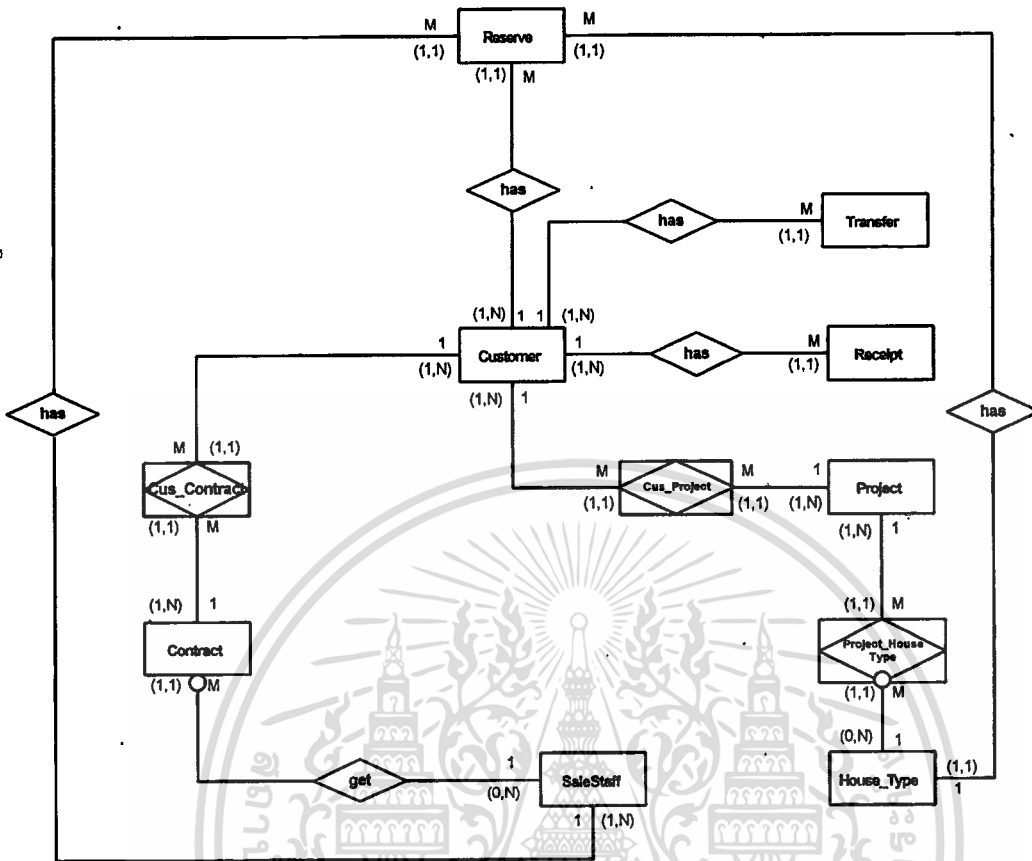 M Reserve M
(1,1) (1,1)
(1,1) M
has
has M Transfer
(1,1)
(1,N) 1 1 (1,N)
1 Customer 1 has M Receipt
(1,N) (1,N) (1,1)
(1,N) 1
has has
M (1,1)
Cus_Contract
(1,1) M
M Cus_Project M 1 Project
(1,1) (1,1) (1,N)
(1,N) 1
(1,N) 1
Contract
(1,1) M
(1,1) M
Project_House
Type
(1,1) M
(0,N) 1
get 1 SaleStaff
(0,N)
1 (1,N)
House_Type (1,1)
1